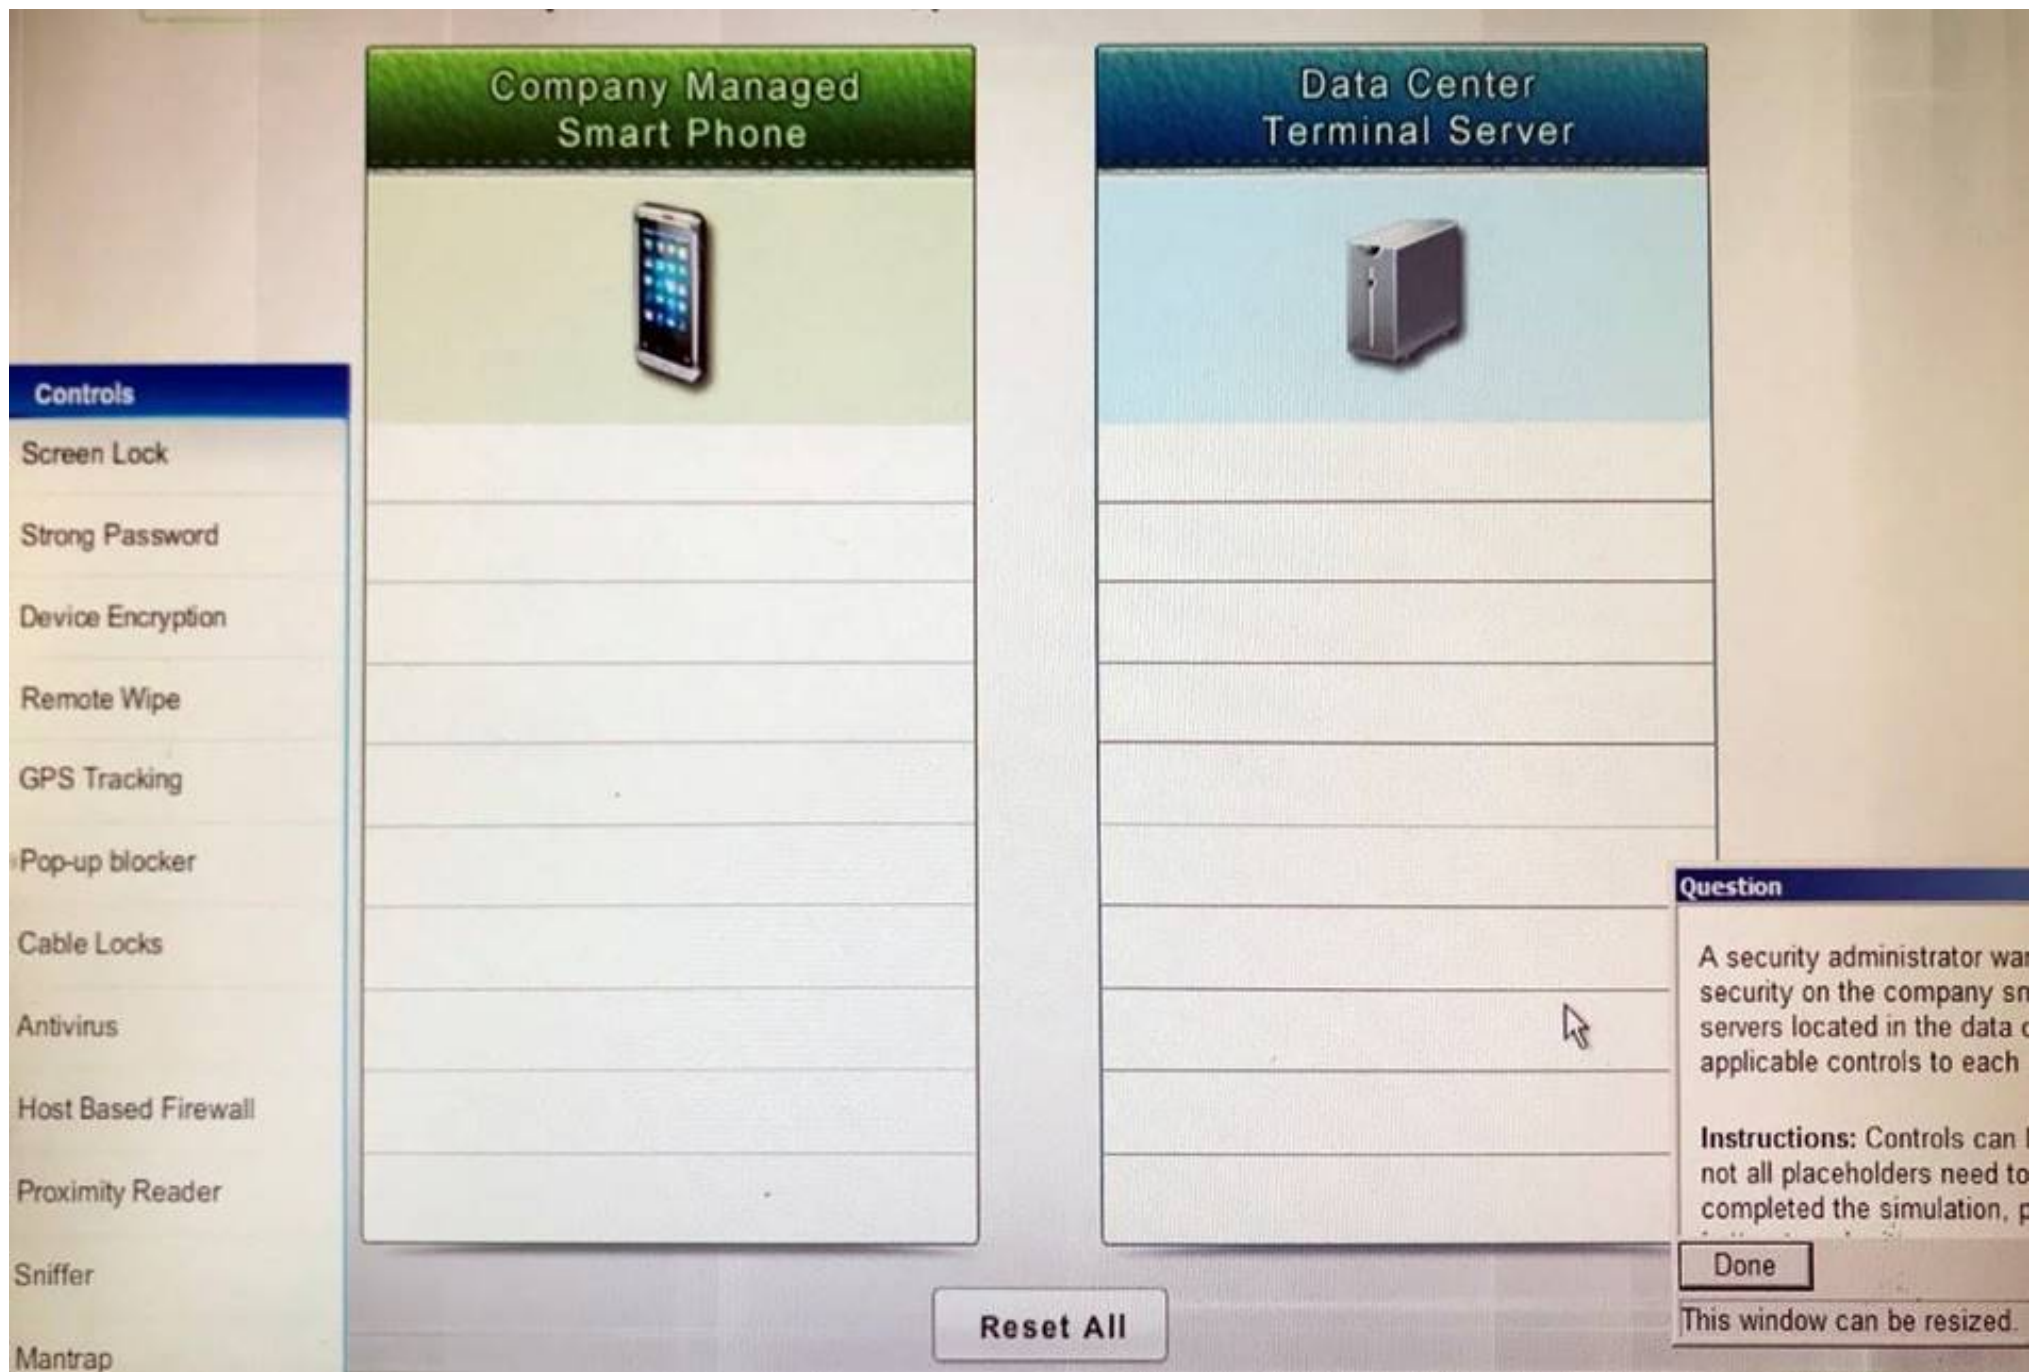 Company Managed
Smart Phone
Data Center
Terminal Server
Controls
Screen Lock
Strong Password
Device Encryption
Remote Wipe
GPS Tracking
Pop-up blocker
Cable Locks
Antivirus
Host Based Firewall
Proximity Reader
Sniffer
Mantrap
Question
A security administrator
security on the company
servers located in the data
applicable controls to each
Instructions: Controls can
not all placeholders need to
completed the simulation,
Done
This window can be resized.
Reset All